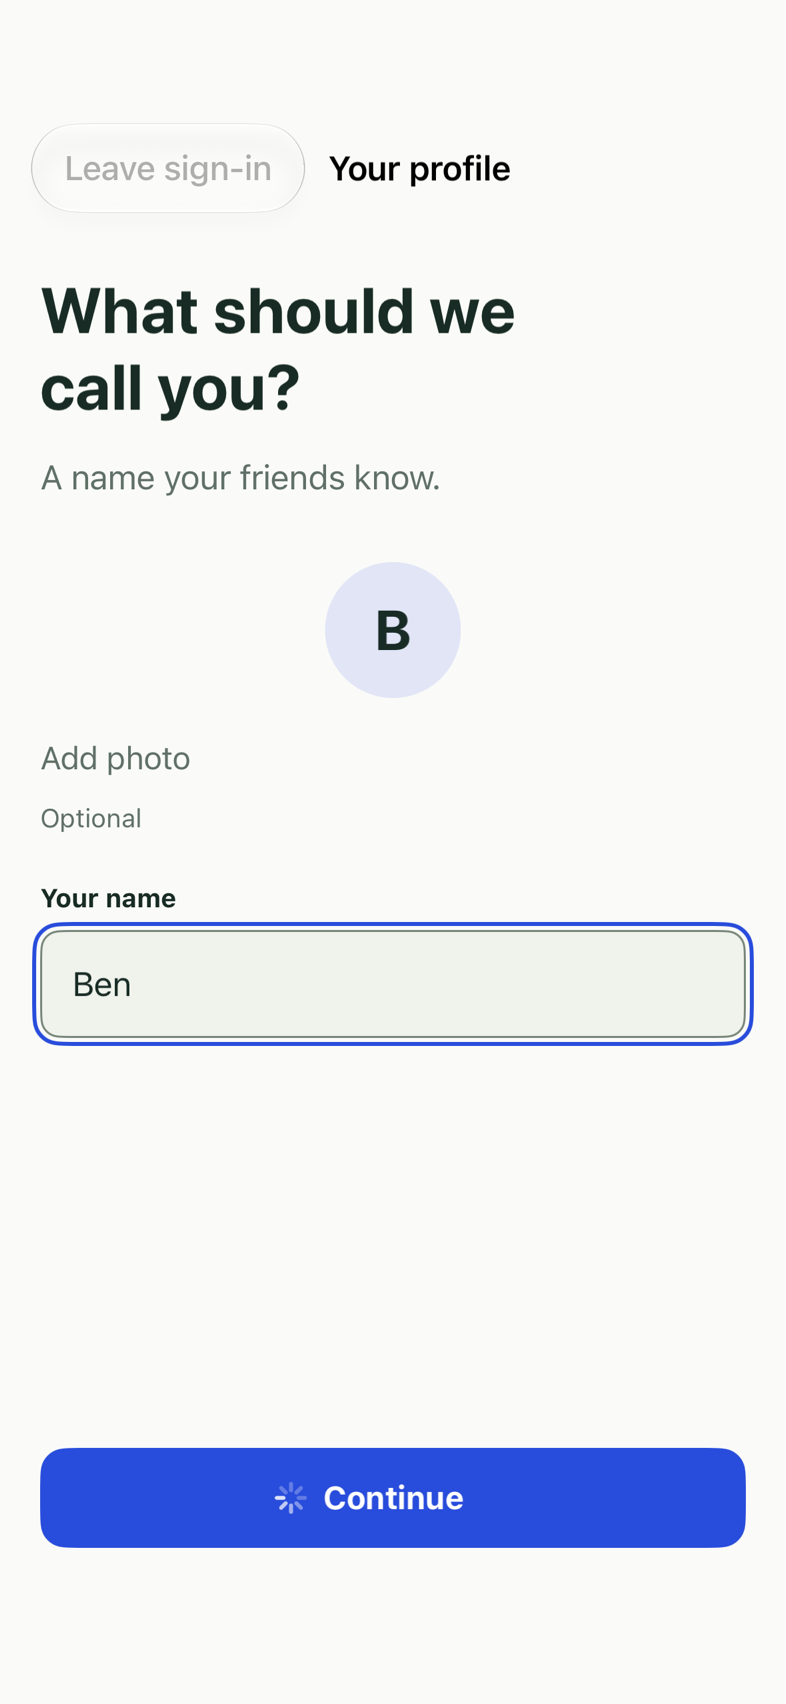 Leave sign-in
Your profile
What should we
call you?
A name your friends know.
B
Add photo
Optional
Your name
Ben
Continue